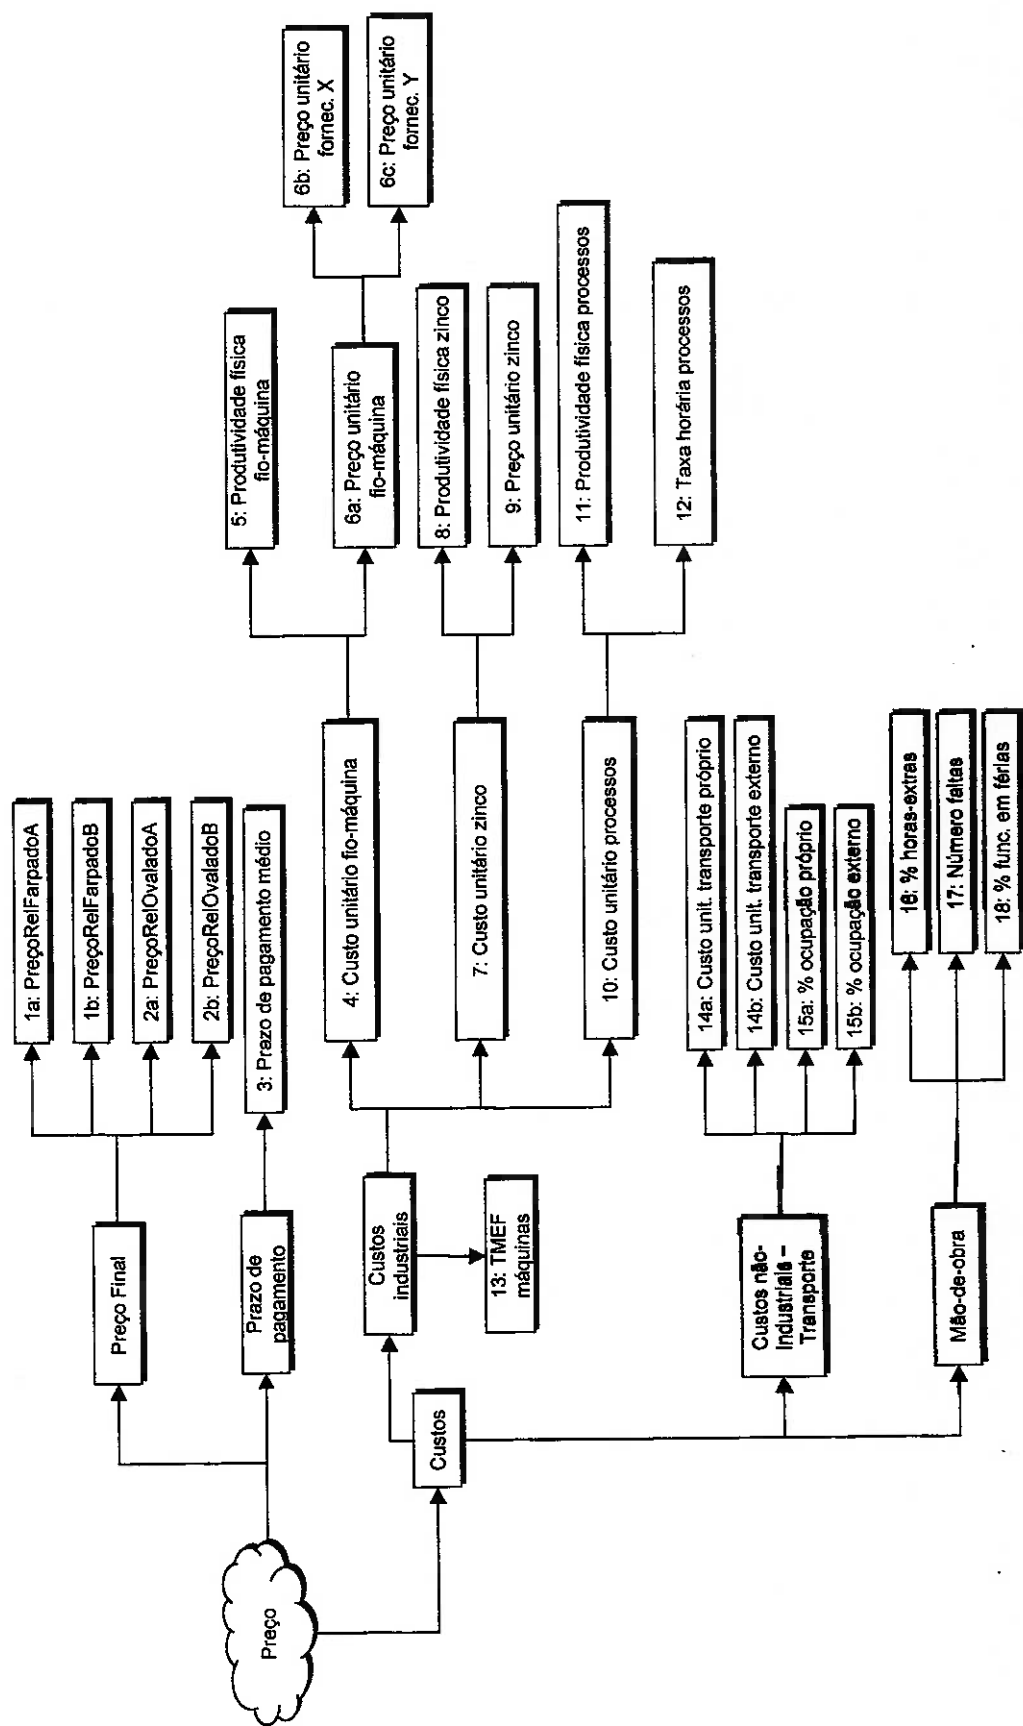 Preço
Preço Final
1a: PreçoRelFarpadoA
1b: PreçoRelFarpadoB
2a: PreçoRelOvaladoA
2b: PreçoRelOvaladoB
Prazo de
pagamento
3: Prazo de pagamento médio
Custos
Custos
industriais
13: TMEF
máquinas
4: Custo unitário fio-máquina
5: Produtividade física
fio-máquina
6a: Preço unitário
fio-máquina
6b: Preço unitário
fornec. X
6c: Preço unitário
fornec. Y
7: Custo unitário zinco
8: Produtividade física zinco
9: Preço unitário zinco
10: Custo unitário processos
11: Produtividade física processos
12: Taxa horária processos
Custos não-
Industriais –
Transporte
14a: Custo unit. transporte próprio
14b: Custo unit. transporte externo
15a: % ocupação próprio
15b: % ocupação externo
Mão-de-obra
16: % horas-extras
17: Número faltas
18: % func. em férias